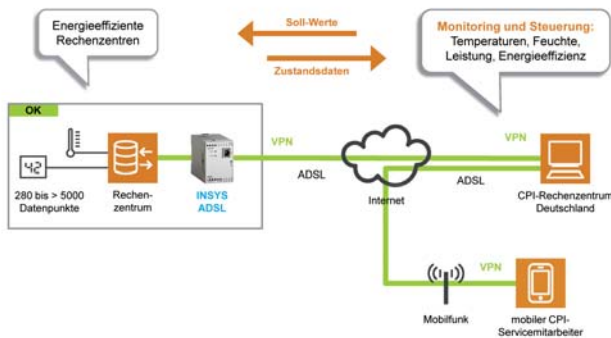 Energieeffiziente
Rechenzentren
Soll-Werte
Zustandsdaten
Monitoring und Steuerung:
Temperaturen, Feuchte,
Leistung, Energieeffizienz
OK
42
280 bis > 5000
Datenpunkte
Rechen-
zentrum
INSYS
ADSL
VPN
ADSL
Internet
VPN
ADSL
CPI-Rechenzentrum
Deutschland
Mobilfunk
VPN
mobiler CPI-
Servicemitarbeiter